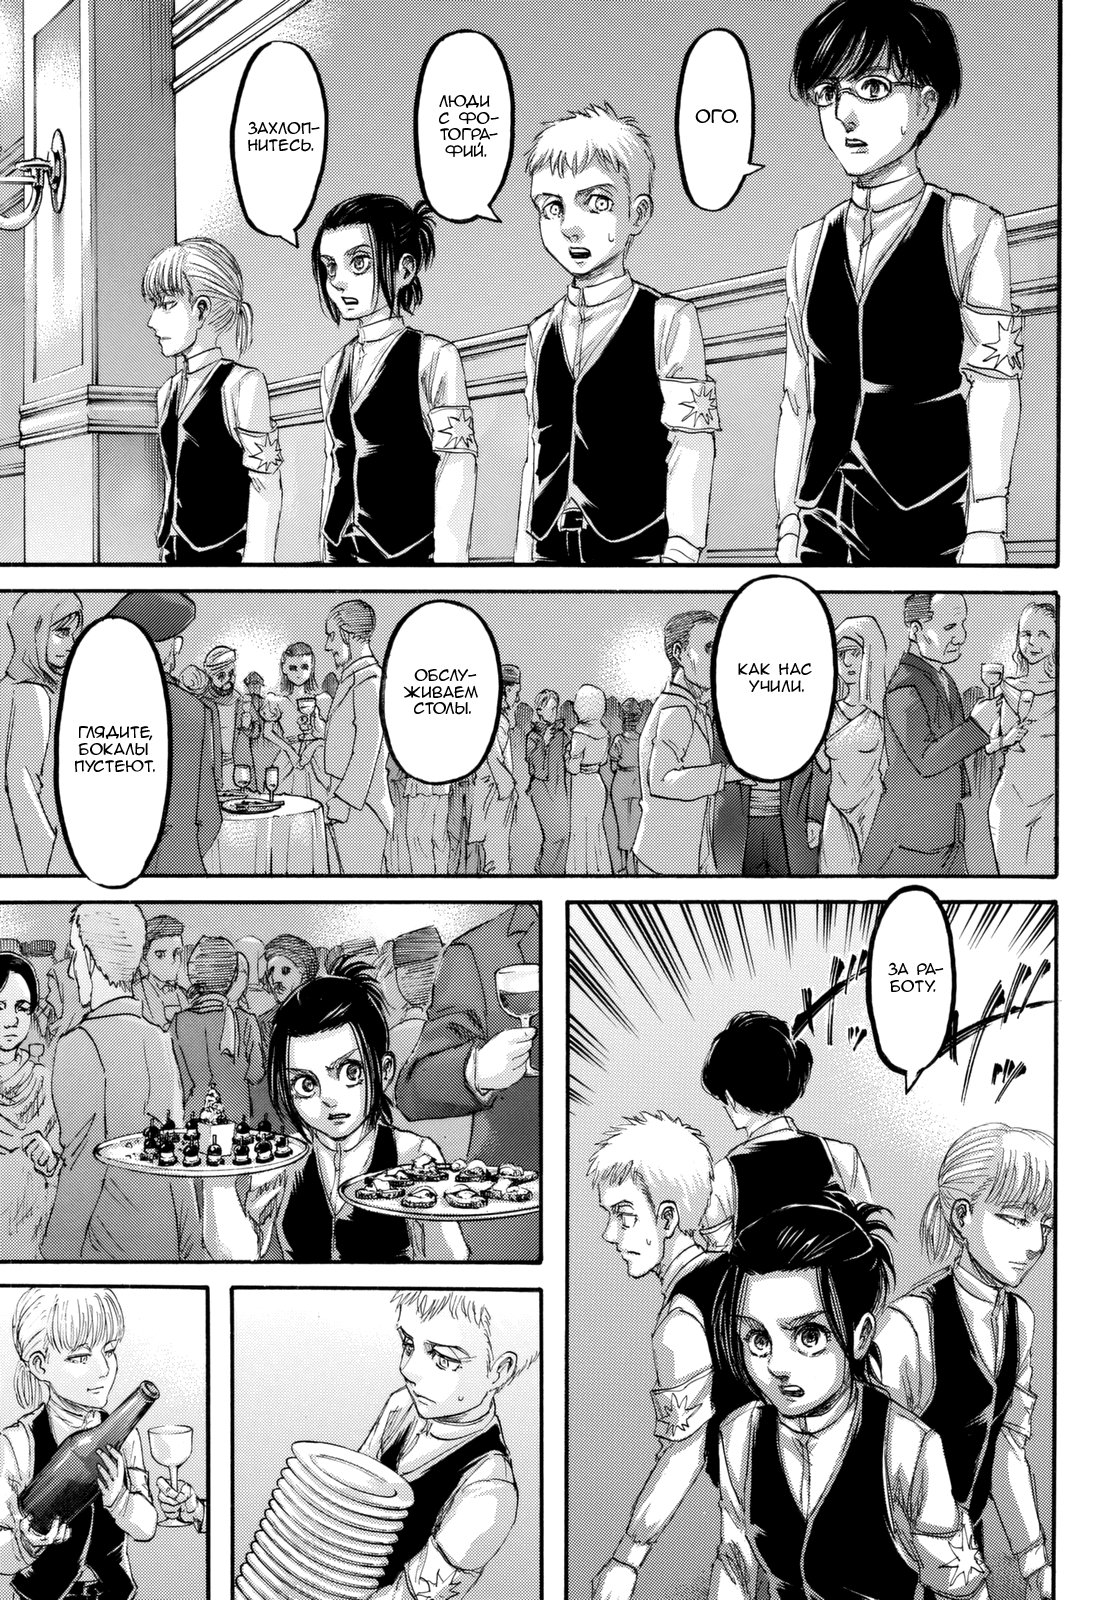 ОГО.
ЛЮДИ
С ФО-
ТОГРА-
ФИЙ.
ЗАХЛОП-
НИТЕСЬ.
КАК НАС
УЧИЛИ.
ОБСЛУ-
ЖИВАЕМ
СТОЛЫ.
ГЛЯДИТЕ,
БОКАЛЫ
ПУСТЕЮТ.
ЗА РА-
БОТУ.